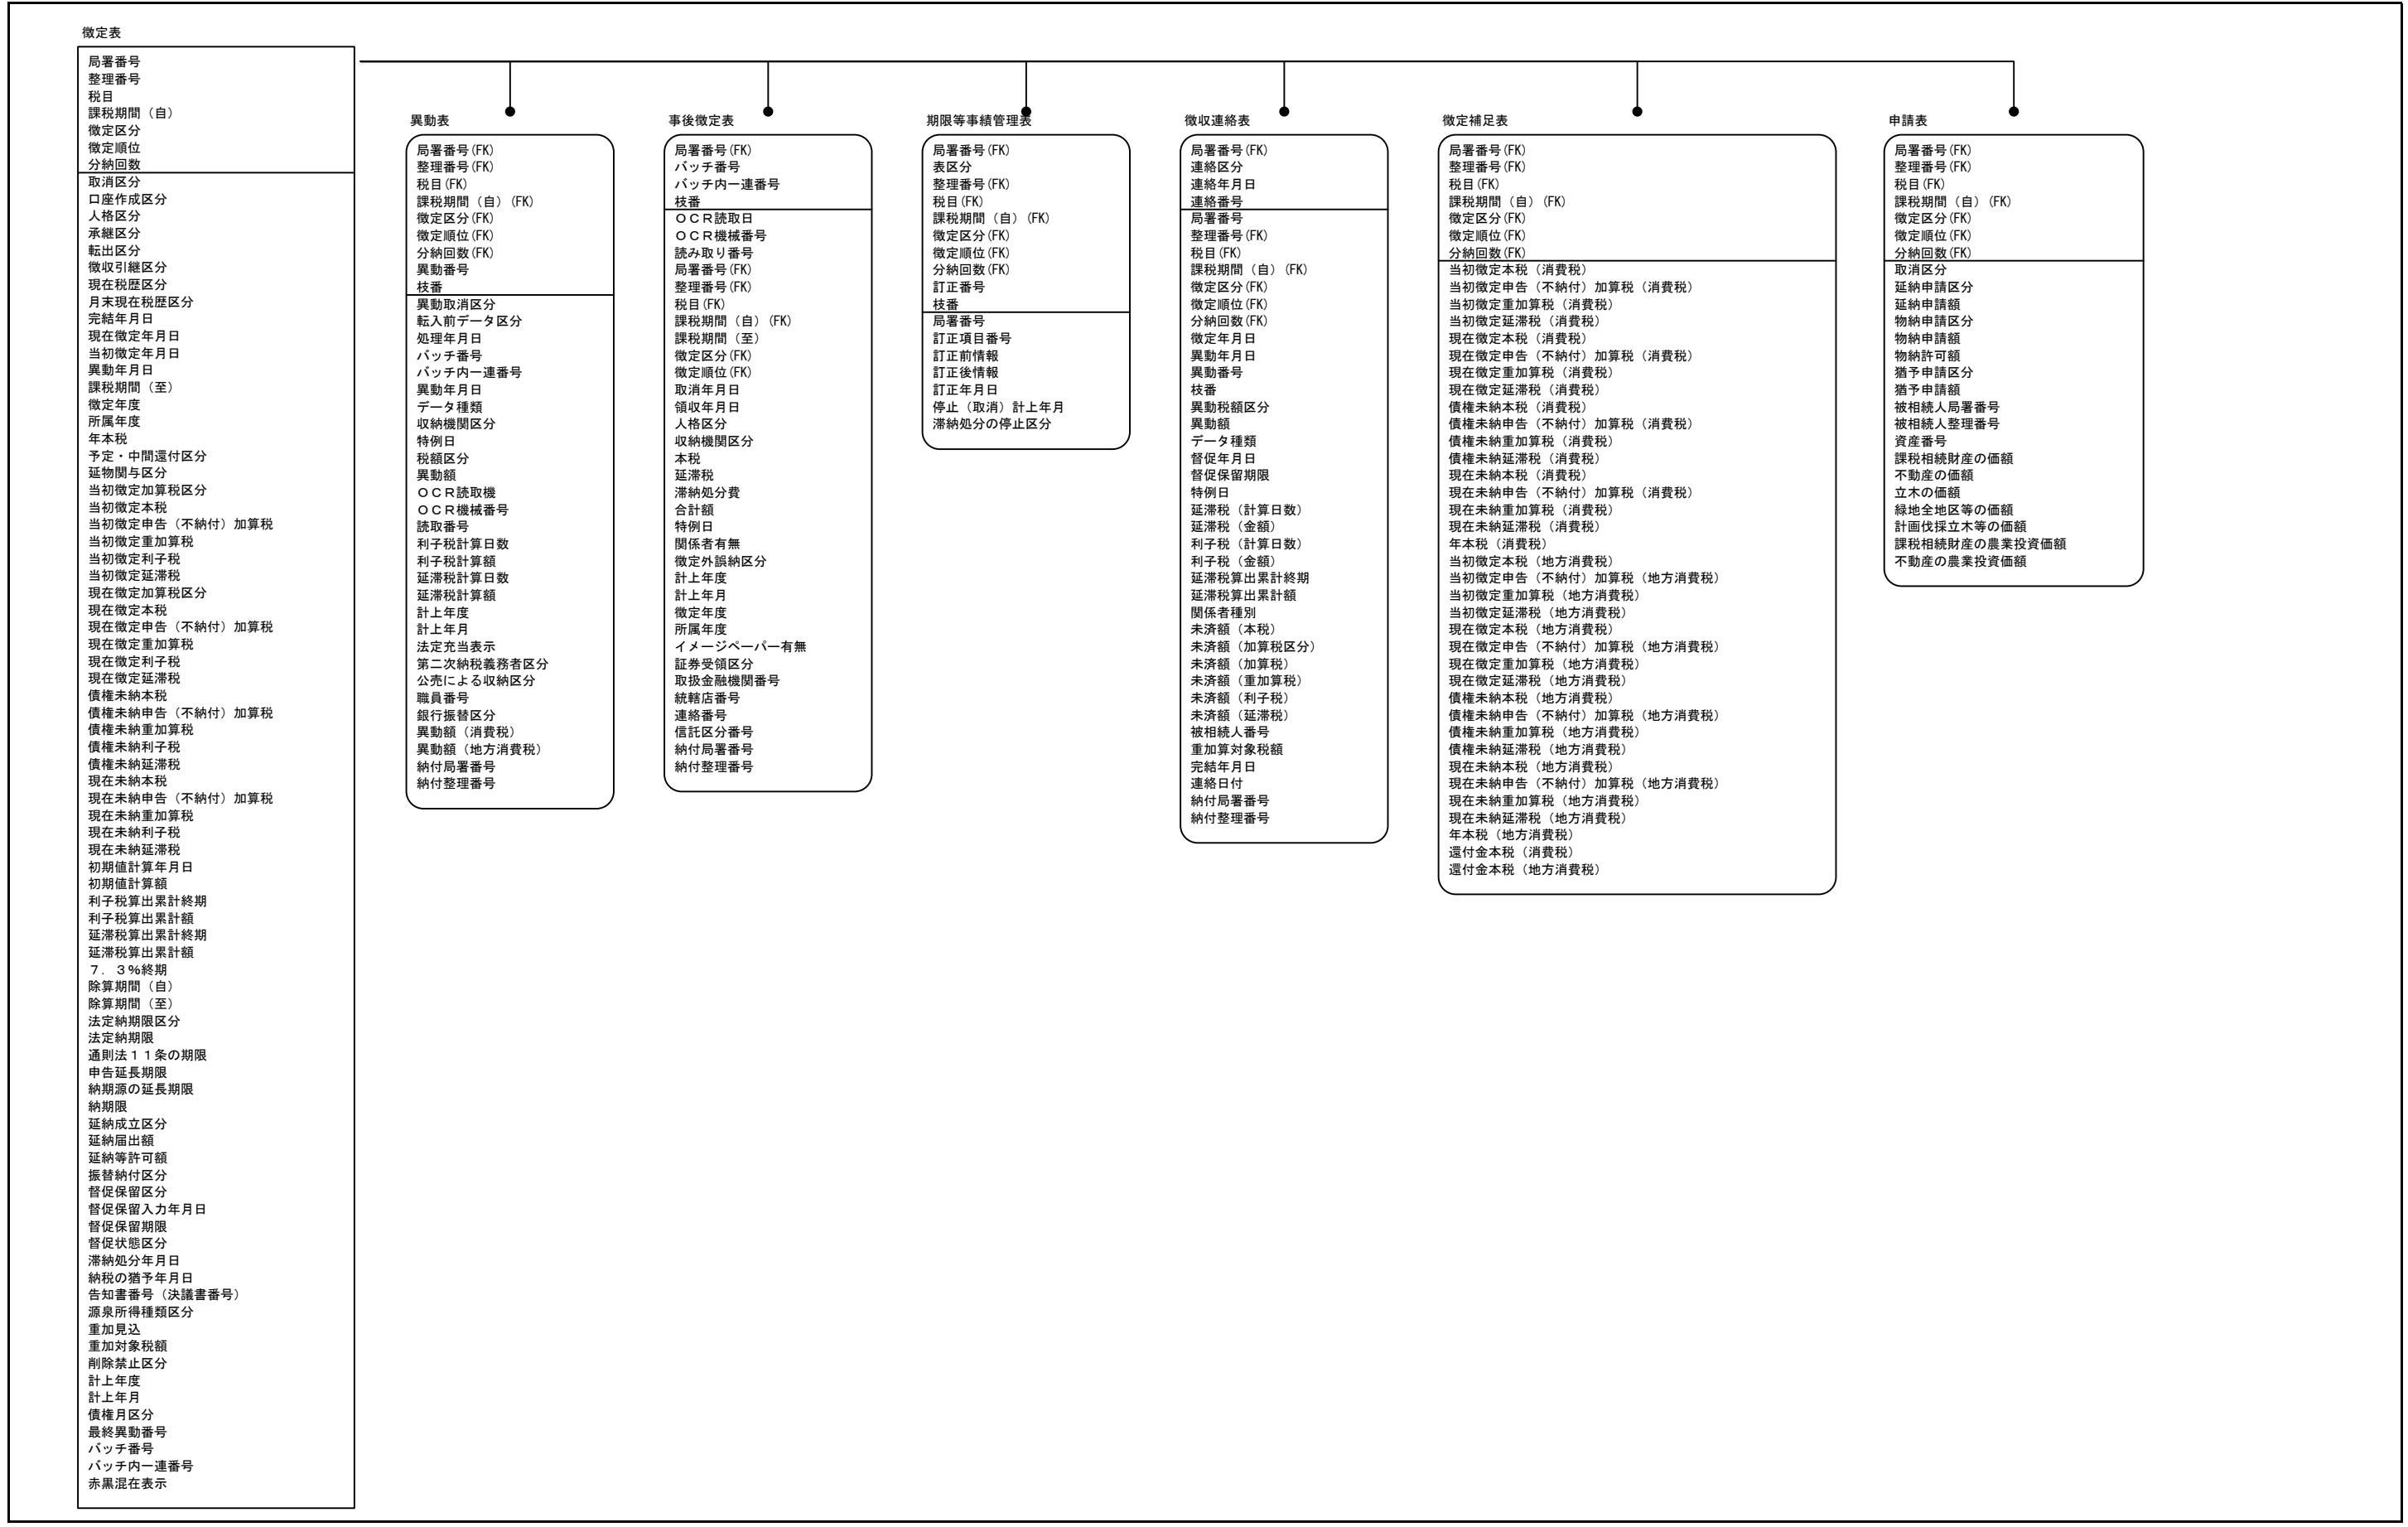 徴定表
局署番号
整理番号
税目
課税期間（自）
徴定区分
徴定順位
分納回数
取消区分
口座作成区分
人格区分
承継区分
転出区分
徴収引継区分
現在税歴区分
月末現在税歴区分
完結年月日
現在徴定年月日
当初徴定年月日
異動年月日
課税期間（至）
徴定年度
所属年度
年本税
予定・中間還付区分
延物関与区分
当初徴定加算税区分
当初徴定本税
当初徴定申告（不納付）加算税
当初徴定重加算税
当初徴定利子税
当初徴定延滞税
現在徴定加算税区分
現在徴定本税
現在徴定申告（不納付）加算税
現在徴定重加算税
現在徴定利子税
現在徴定延滞税
債権未納本税
債権未納申告（不納付）加算税
債権未納重加算税
債権未納利子税
債権未納延滞税
現在未納本税
現在未納申告（不納付）加算税
現在未納重加算税
現在未納利子税
現在未納延滞税
初期値計算年月日
初期値計算額
利子税算出累計終期
利子税算出累計額
延滞税算出累計終期
延滞税算出累計額
７．３％終期
除算期間（自）
除算期間（至）
法定納期限区分
法定納期限
通則法１１条の期限
申告延長期限
納期源の延長期限
納期限
延納成立区分
延納届出額
延納等許可額
振替納付区分
督促保留区分
督促保留入力年月日
督促保留期限
督促状態区分
滞納処分年月日
納税の猶予年月日
告知書番号（決議書番号）
源泉所得種類区分
重加見込
重加対象税額
削除禁止区分
計上年度
計上年月
債権月区分
最終異動番号
バッチ番号
バッチ内一連番号
赤黒混在表示
異動表
局署番号(FK)
整理番号(FK)
税目(FK)
課税期間（自）(FK)
徴定区分(FK)
徴定順位(FK)
分納回数(FK)
異動番号
枝番
異動取消区分
転入前データ区分
処理年月日
バッチ番号
バッチ内一連番号
異動年月日
データ種類
収納機関区分
特例日
税額区分
異動額
ＯＣＲ読取機
ＯＣＲ機械番号
読取番号
利子税計算日数
利子税計算額
延滞税計算日数
延滞税計算額
計上年度
計上年月
法定充当表示
第二次納税義務者区分
公売による収納区分
職員番号
銀行振替区分
異動額（消費税）
異動額（地方消費税）
納付局署番号
納付整理番号
事後徴定表
局署番号(FK)
バッチ番号
バッチ内一連番号
枝番
ＯＣＲ読取日
ＯＣＲ機械番号
読み取り番号
局署番号(FK)
整理番号(FK)
税目(FK)
課税期間（自）(FK)
課税期間（至）
徴定区分(FK)
徴定順位(FK)
取消年月日
領収年月日
人格区分
収納機関区分
本税
延滞税
滞納処分費
合計額
特例日
関係者有無
徴定外誤納区分
計上年度
計上年月
徴定年度
所属年度
イメージペーパー有無
証券受領区分
取扱金融機関番号
統轄店番号
連絡番号
信託区分番号
納付局署番号
納付整理番号
期限等事績管理表
局署番号(FK)
表区分
整理番号(FK)
税目(FK)
課税期間（自）(FK)
徴定区分(FK)
徴定順位(FK)
分納回数(FK)
訂正番号
枝番
局署番号
訂正項目番号
訂正前情報
訂正後情報
訂正年月日
停止（取消）計上年月
滞納処分の停止区分
徴収連絡表
局署番号(FK)
連絡区分
連絡年月日
連絡番号
局署番号
整理番号(FK)
税目(FK)
課税期間（自）(FK)
徴定区分(FK)
徴定順位(FK)
分納回数(FK)
徴定年月日
異動年月日
異動番号
枝番
異動税額区分
異動額
データ種類
督促年月日
督促保留期限
特例日
延滞税（計算日数）
延滞税（金額）
利子税（計算日数）
利子税（金額）
延滞税算出累計終期
延滞税算出累計額
関係者種別
未済額（本税）
未済額（加算税区分）
未済額（加算税）
未済額（重加算税）
未済額（利子税）
未済額（延滞税）
被相続人番号
重加算対象税額
完結年月日
連絡日付
納付局署番号
納付整理番号
徴定補足表
局署番号(FK)
整理番号(FK)
税目(FK)
課税期間（自）(FK)
徴定区分(FK)
徴定順位(FK)
分納回数(FK)
当初徴定本税（消費税）
当初徴定申告（不納付）加算税（消費税）
当初徴定重加算税（消費税）
当初徴定延滞税（消費税）
現在徴定本税（消費税）
現在徴定申告（不納付）加算税（消費税）
現在徴定重加算税（消費税）
現在徴定延滞税（消費税）
債権未納本税（消費税）
債権未納申告（不納付）加算税（消費税）
債権未納重加算税（消費税）
債権未納延滞税（消費税）
現在未納本税（消費税）
現在未納申告（不納付）加算税（消費税）
現在未納重加算税（消費税）
現在未納延滞税（消費税）
年本税（消費税）
当初徴定本税（地方消費税）
当初徴定申告（不納付）加算税（地方消費税）
当初徴定重加算税（地方消費税）
当初徴定延滞税（地方消費税）
現在徴定本税（地方消費税）
現在徴定申告（不納付）加算税（地方消費税）
現在徴定重加算税（地方消費税）
現在徴定延滞税（地方消費税）
債権未納本税（地方消費税）
債権未納申告（不納付）加算税（地方消費税）
債権未納重加算税（地方消費税）
債権未納延滞税（地方消費税）
現在未納本税（地方消費税）
現在未納申告（不納付）加算税（地方消費税）
現在未納重加算税（地方消費税）
現在未納延滞税（地方消費税）
年本税（地方消費税）
還付金本税（消費税）
還付金本税（地方消費税）
申請表
局署番号(FK)
整理番号(FK)
税目(FK)
課税期間（自）(FK)
徴定区分(FK)
徴定順位(FK)
分納回数(FK)
取消区分
延納申請区分
延納申請額
物納申請区分
物納申請額
物納許可額
猶予申請区分
猶予申請額
被相続人局署番号
被相続人整理番号
資産番号
課税相続財産の価額
不動産の価額
立木の価額
緑地全地区等の価額
計画伐採立木等の価額
課税相続財産の農業投資価額
不動産の農業投資価額